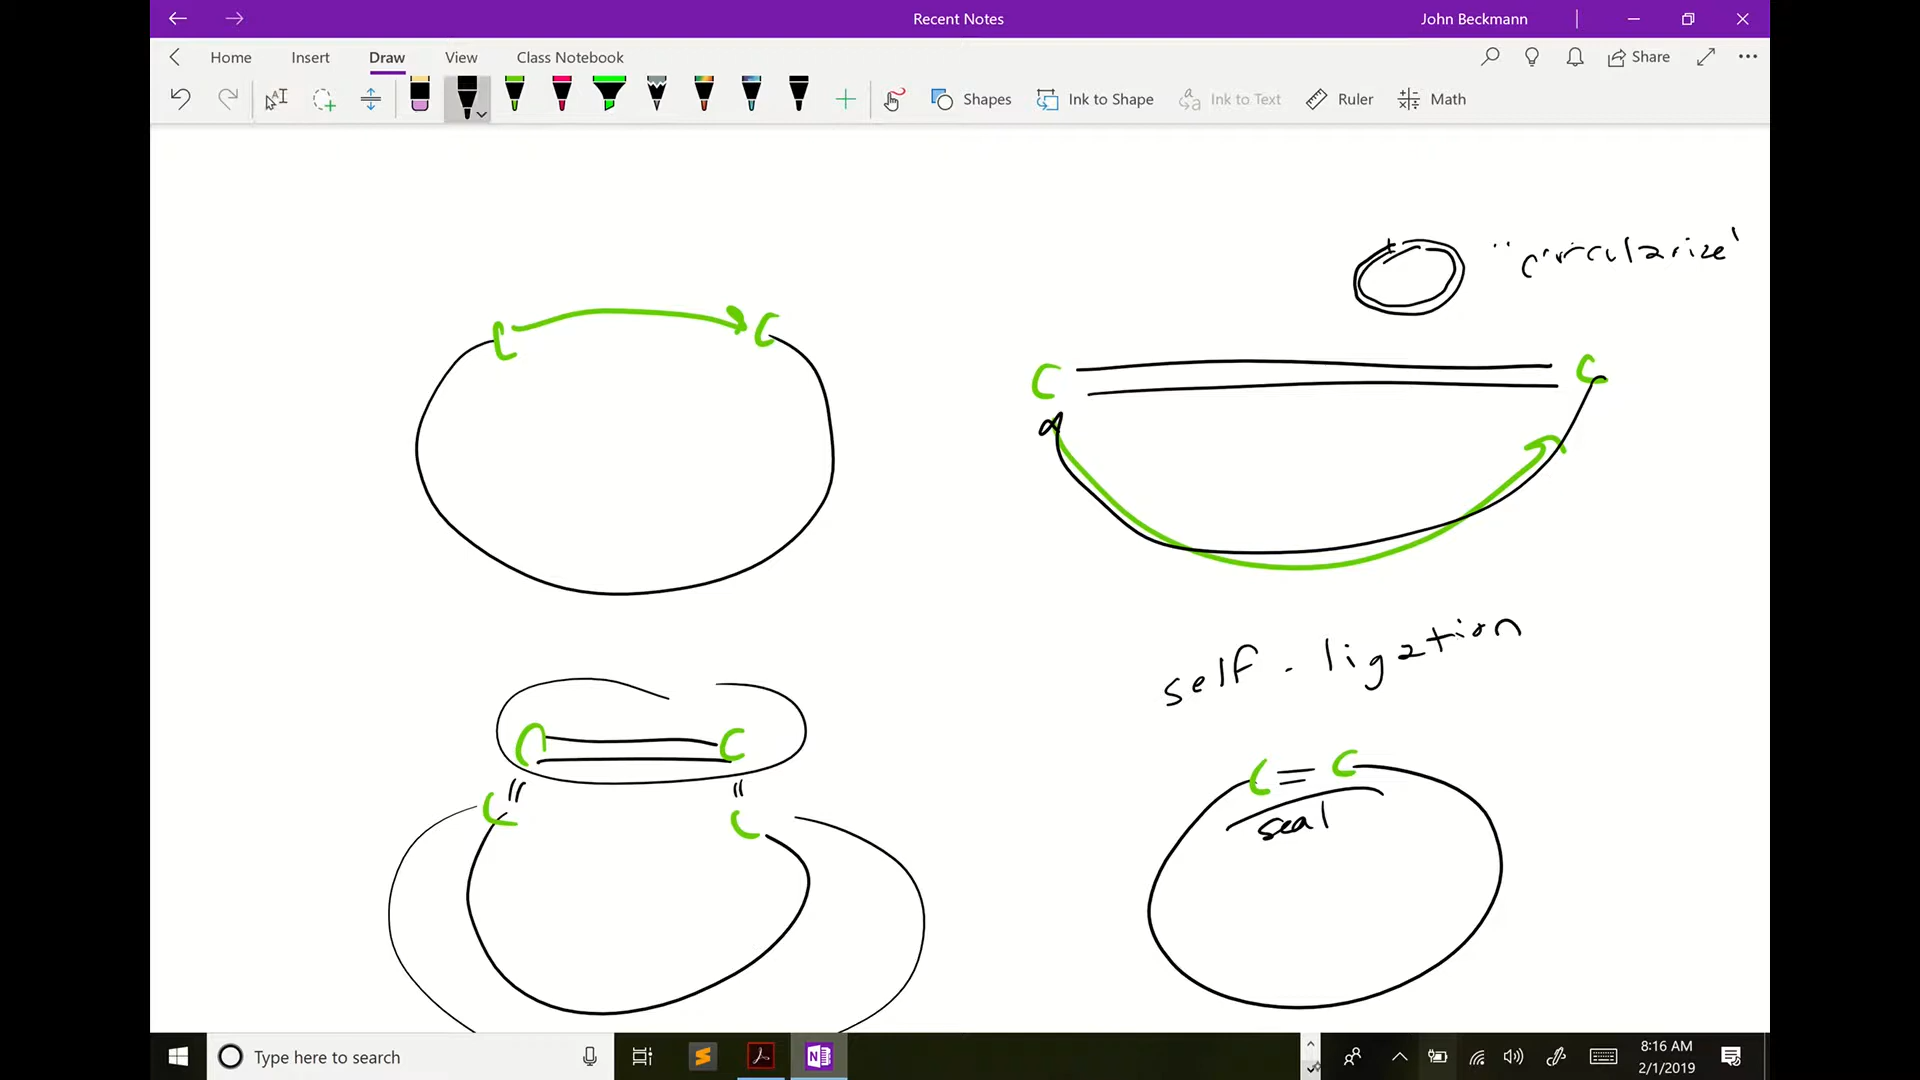 Recent Notes
John Beckmann
Home Insert Draw View Class Notebook
Share
Shapes Ink to Shape Ink to Text Ruler Math
"circularize"
C C
C C
self-ligation
C C
C C
C = C
seal
Type here to search
8:16 AM
2/1/2019